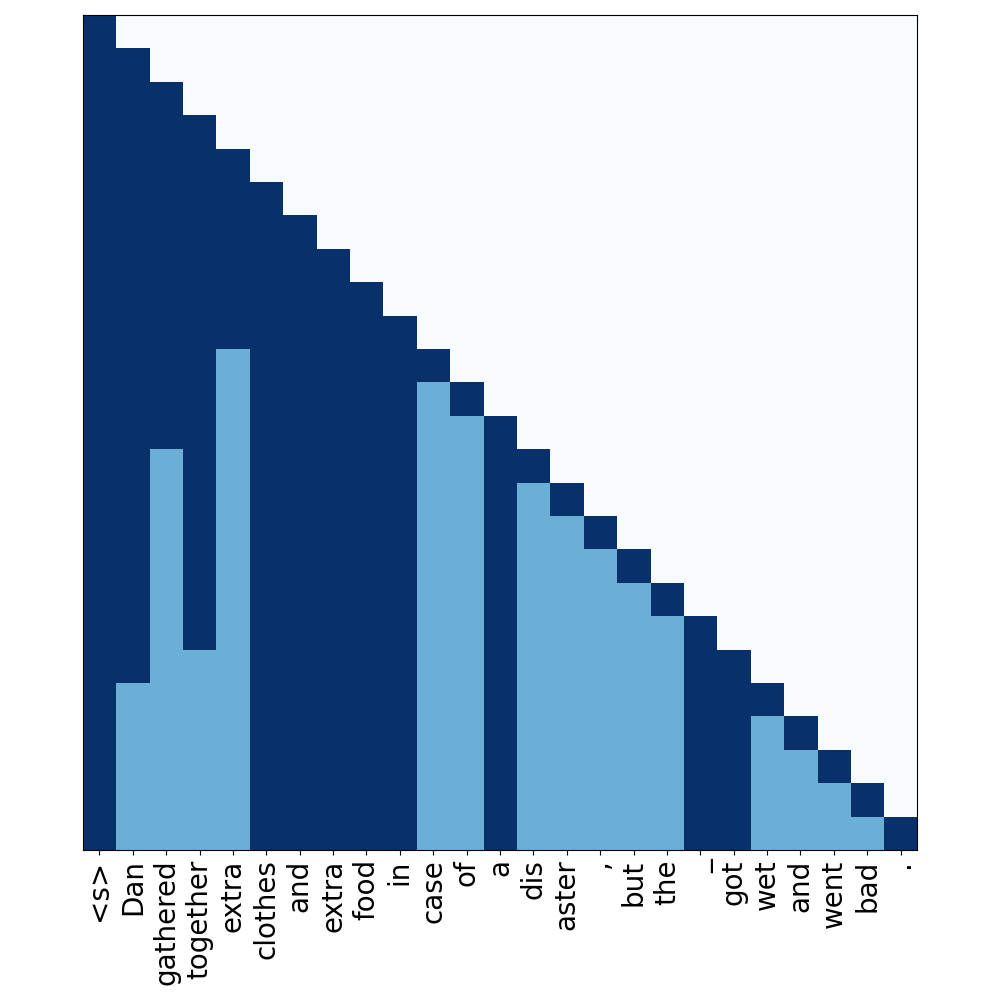 <s>
Dan
gathered
together
extra
clothes
and
extra
food
in
case
of
a
dis
aster
,
but
the
_
got
wet
and
went
bad
.